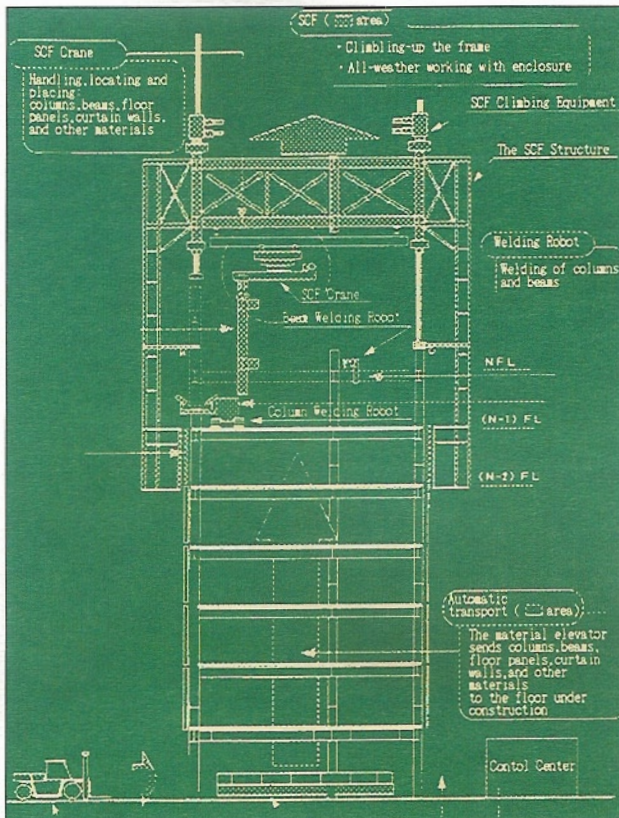 SCF Crane
Handling,locating and
placing
columns,beams,floor
panels,curtain walls,
and other materials
SCF ( area)
・Climbling-up the frame
・All-weather working with enclosure
SCF Climbing Equipment
The SCF Structure
Welding Robot
Welding of columns
and beams
SCF Crane
Beam Welding Robot
NFL
Column Welding Robot
(N-1) FL
(N-2) FL
Automatic
transport ( area)
The material elevator
sends columns,beams,
floor panels,curtain
walls,and other
materials
to the floor under
construction
Contol Center